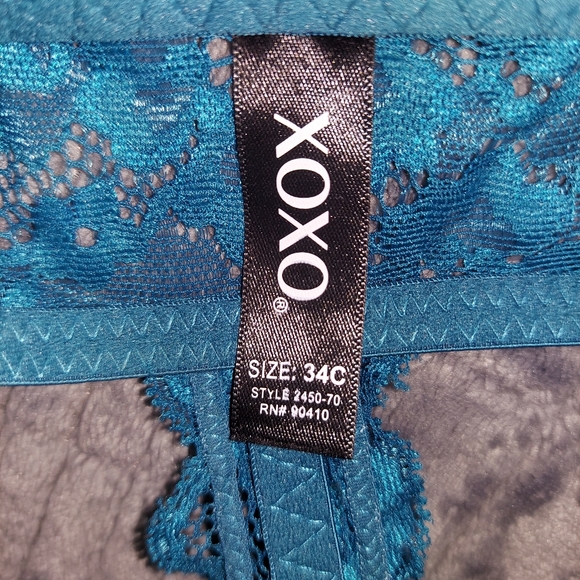 XOXO®
SIZE: 34C
STYLE 2450-70
RN# 90410